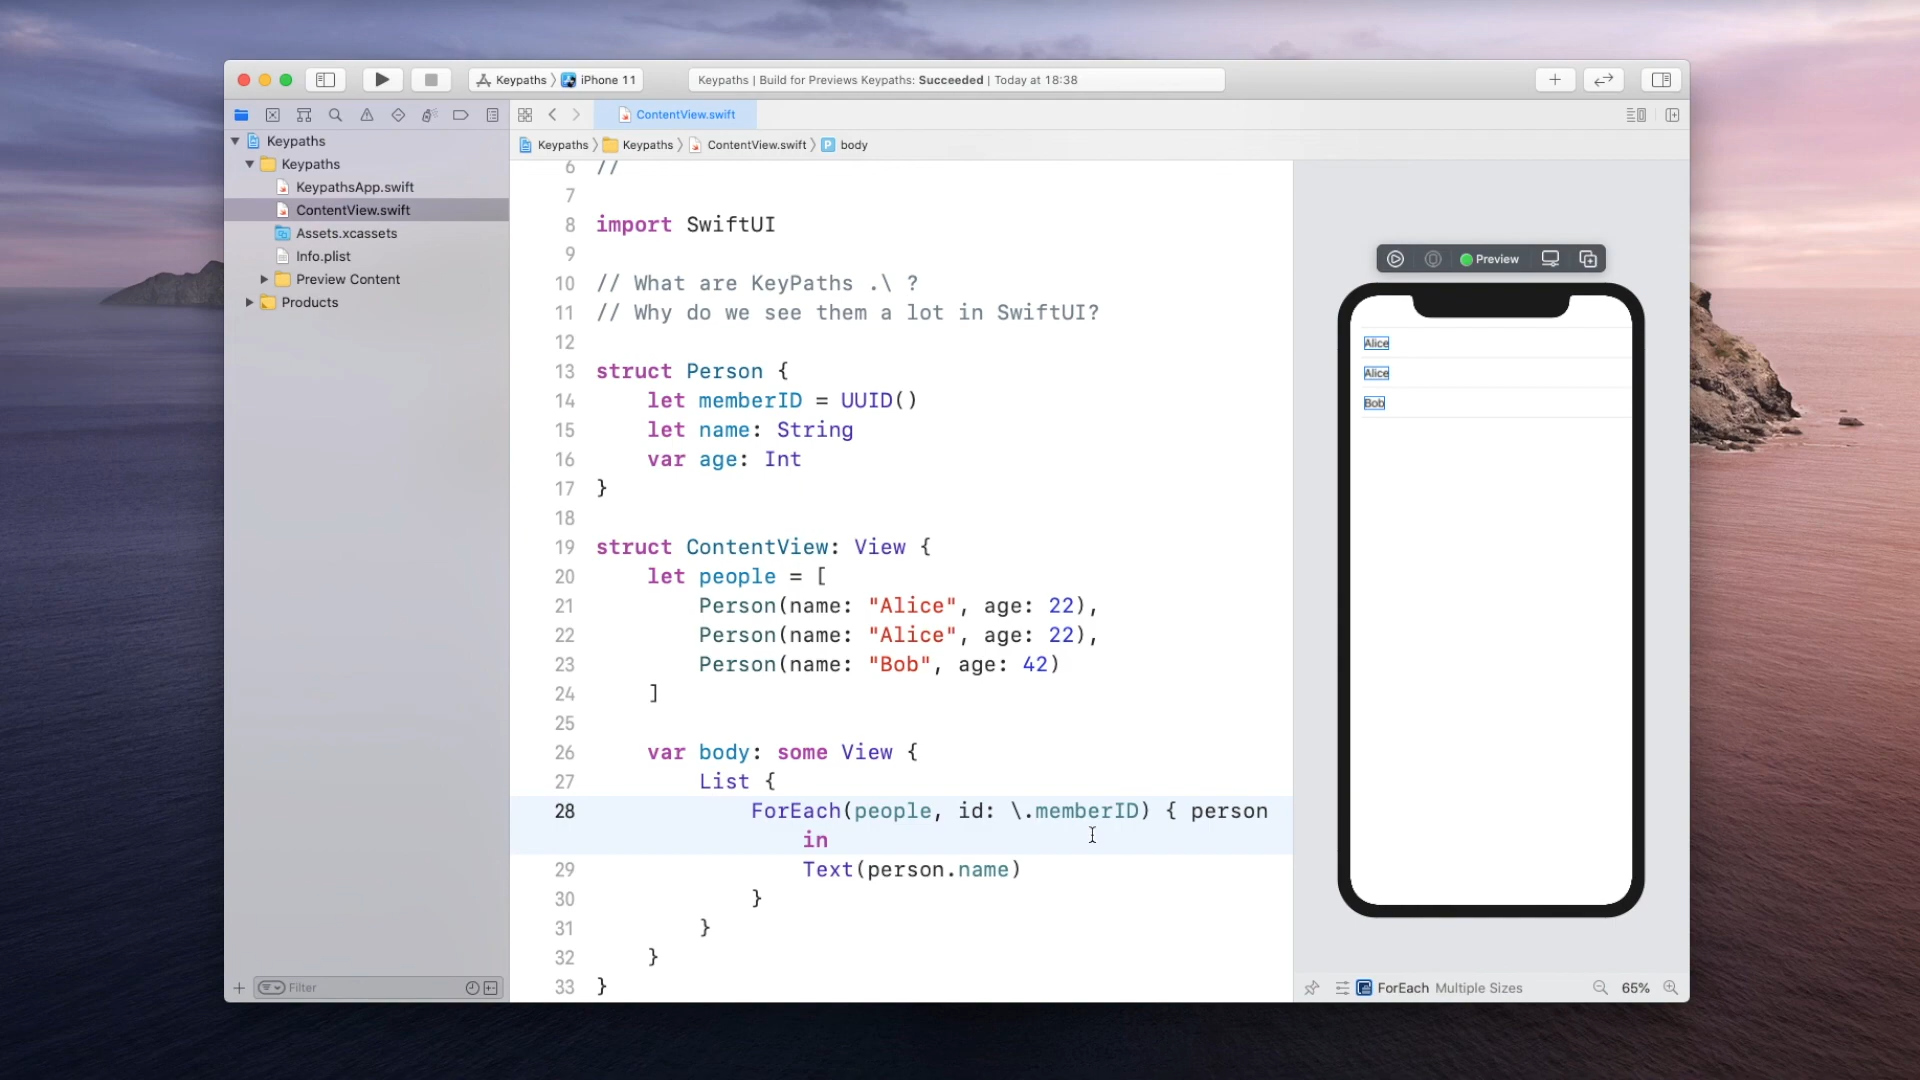 Keypaths 〉 iPhone 11
Keypaths | Build for Previews Keypaths: Succeeded | Today at 18:38
ContentView.swift
Keypaths 〉 Keypaths 〉 ContentView.swift 〉 P body
Keypaths
Keypaths
KeypathsApp.swift
ContentView.swift
Assets.xcassets
Info.plist
Preview Content
Products
Filter
6 //
7
8 import SwiftUI
9
10 // What are KeyPaths .\ ?
11 // Why do we see them a lot in SwiftUI?
12
13 struct Person {
14 let memberID = UUID()
15 let name: String
16 var age: Int
17 }
18
19 struct ContentView: View {
20 let people = [
21 Person(name: "Alice", age: 22),
22 Person(name: "Alice", age: 22),
23 Person(name: "Bob", age: 42)
24 ]
25
26 var body: some View {
27 List {
28 ForEach(people, id: \.memberID) { person
in
29 Text(person.name)
30 }
31 }
32 }
33 }
Preview
Alice
Alice
Bob
ForEach Multiple Sizes
65%